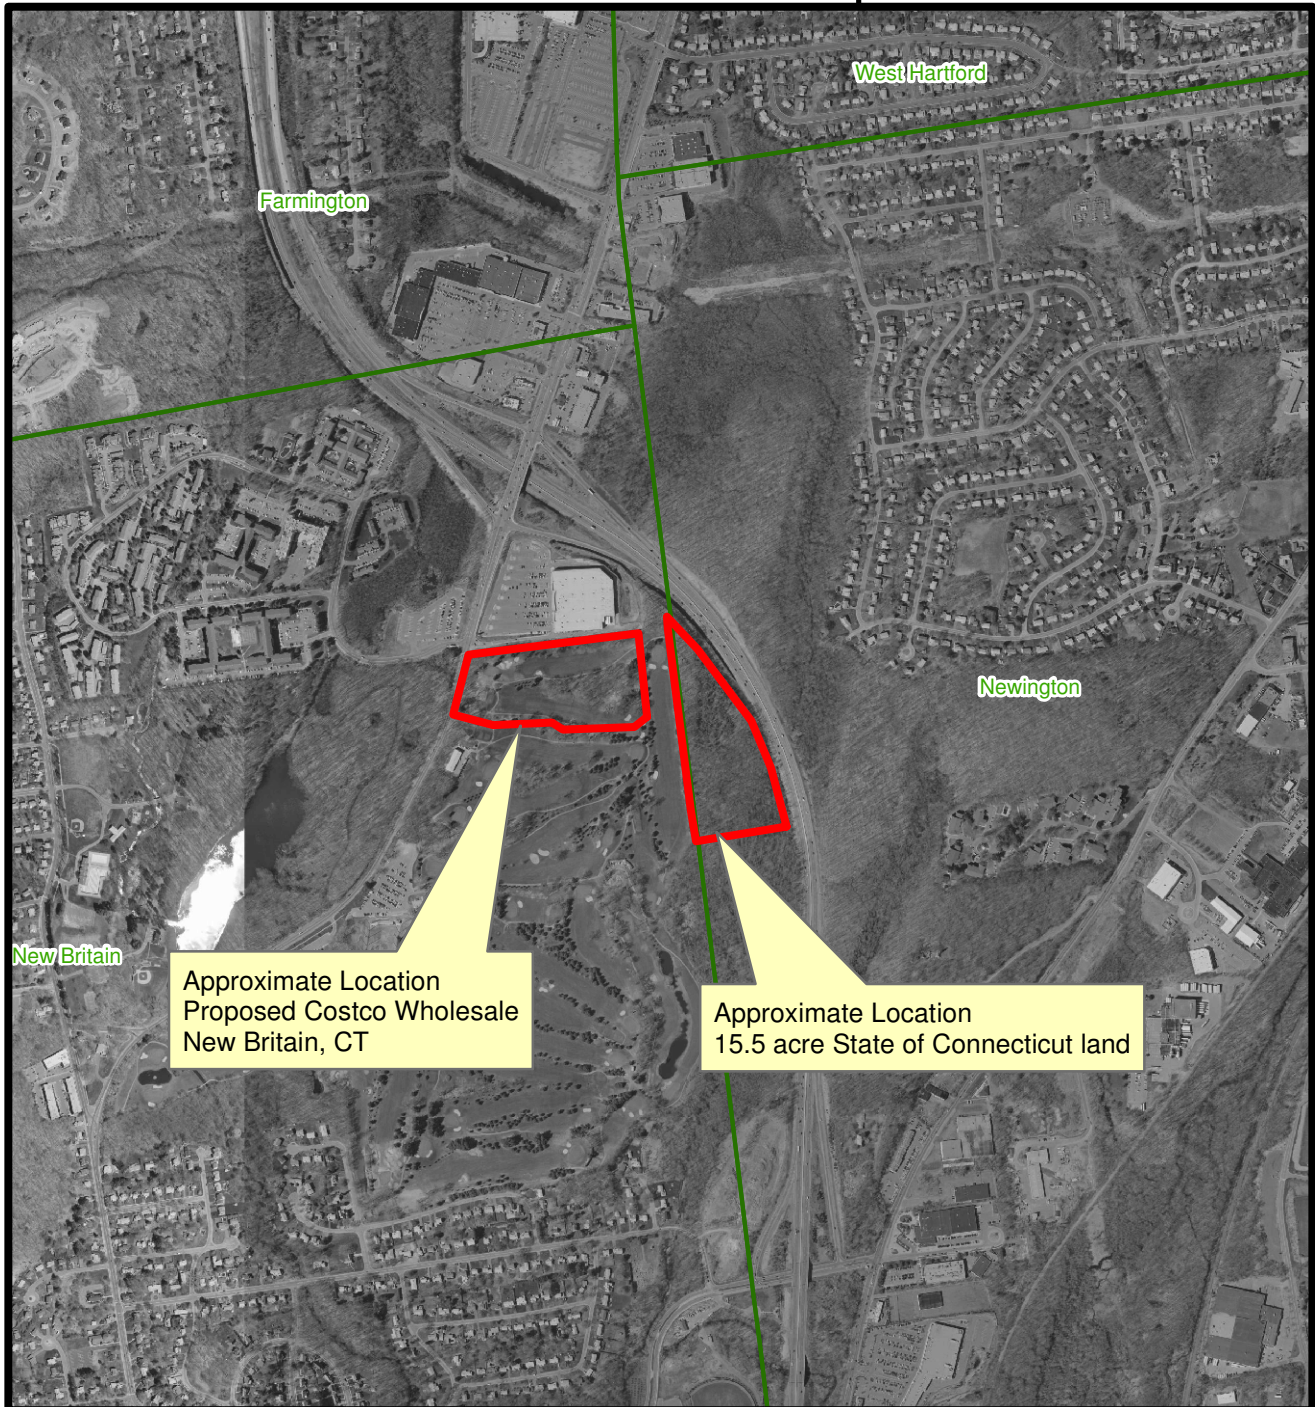 West Hartford
Farmington
Newington
New Britain
Approximate Location
Proposed Costco Wholesale
New Britain, CT
Approximate Location
15.5 acre State of Connecticut land